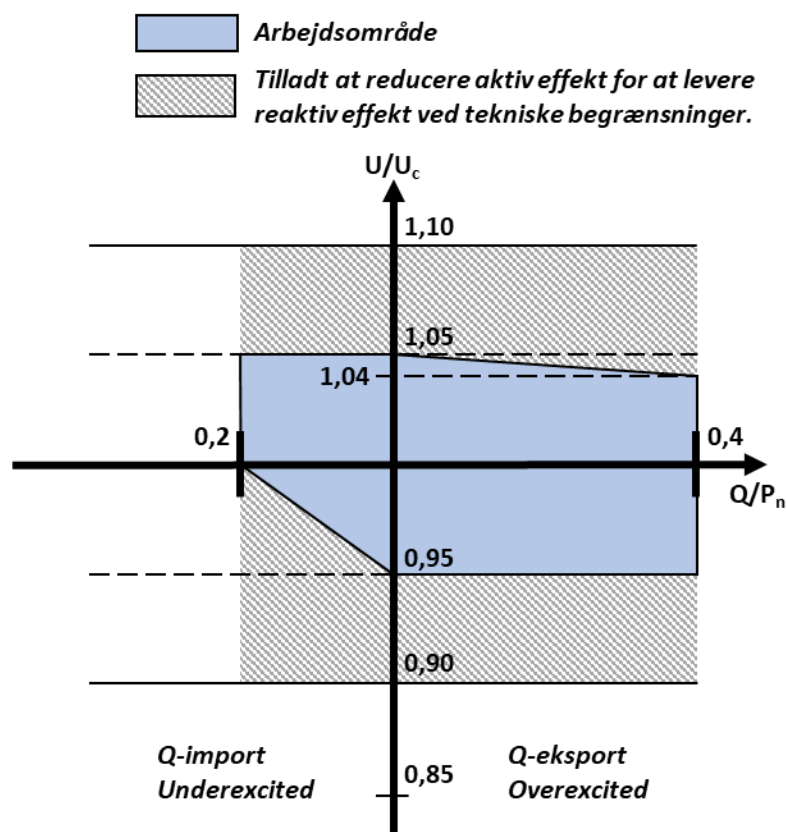 Arbejdsområde
Tilladt at reducere aktiv effekt for at levere
reaktiv effekt ved tekniske begrænsninger.
U/Uc
1,10
1,05
1,04
0,2
0,4
Q/Pn
0,95
0,90
Q-import
Underexcited
Q-eksport
Overexcited
0,85